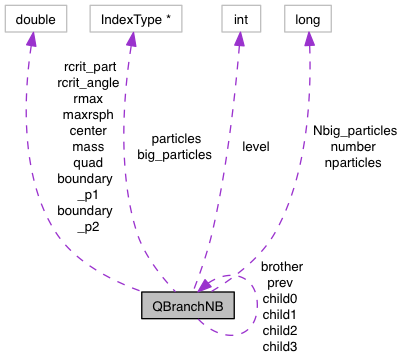 double
IndexType *
int
long
rcrit_part
rcrit_angle
rmax
maxrsph
center
mass
quad
boundary
_p1
boundary
_p2
particles
big_particles
level
Nbig_particles
number
nparticles
QBranchNB
brother
prev
child0
child1
child2
child3